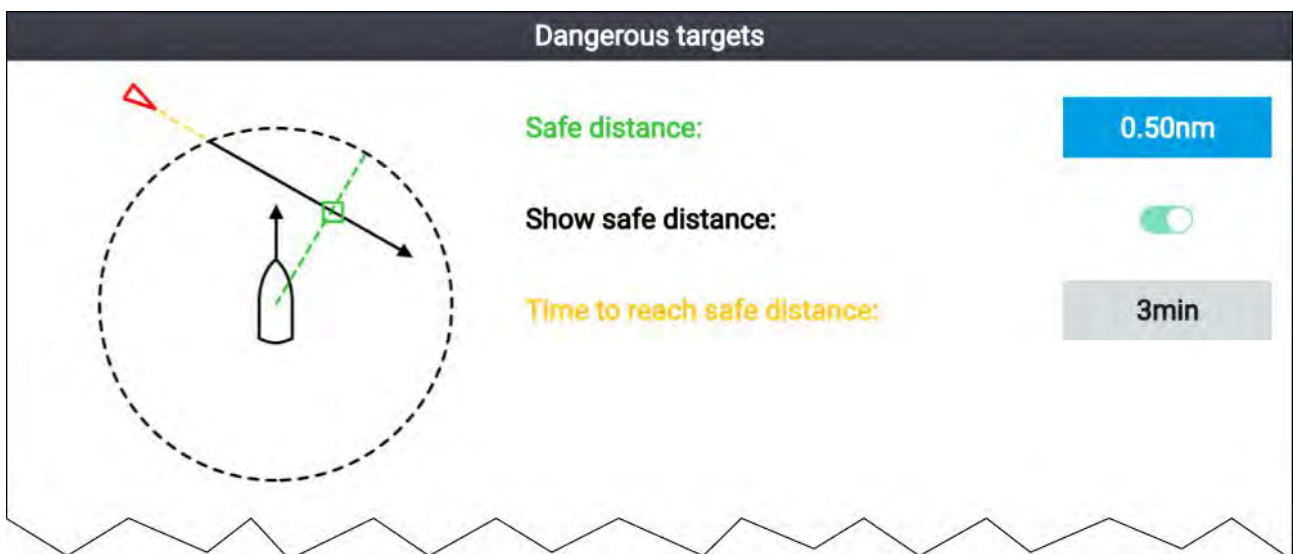 Dangerous targets
Safe distance:
0.50nm
Show safe distance:
Time to reach safe distance:
3min